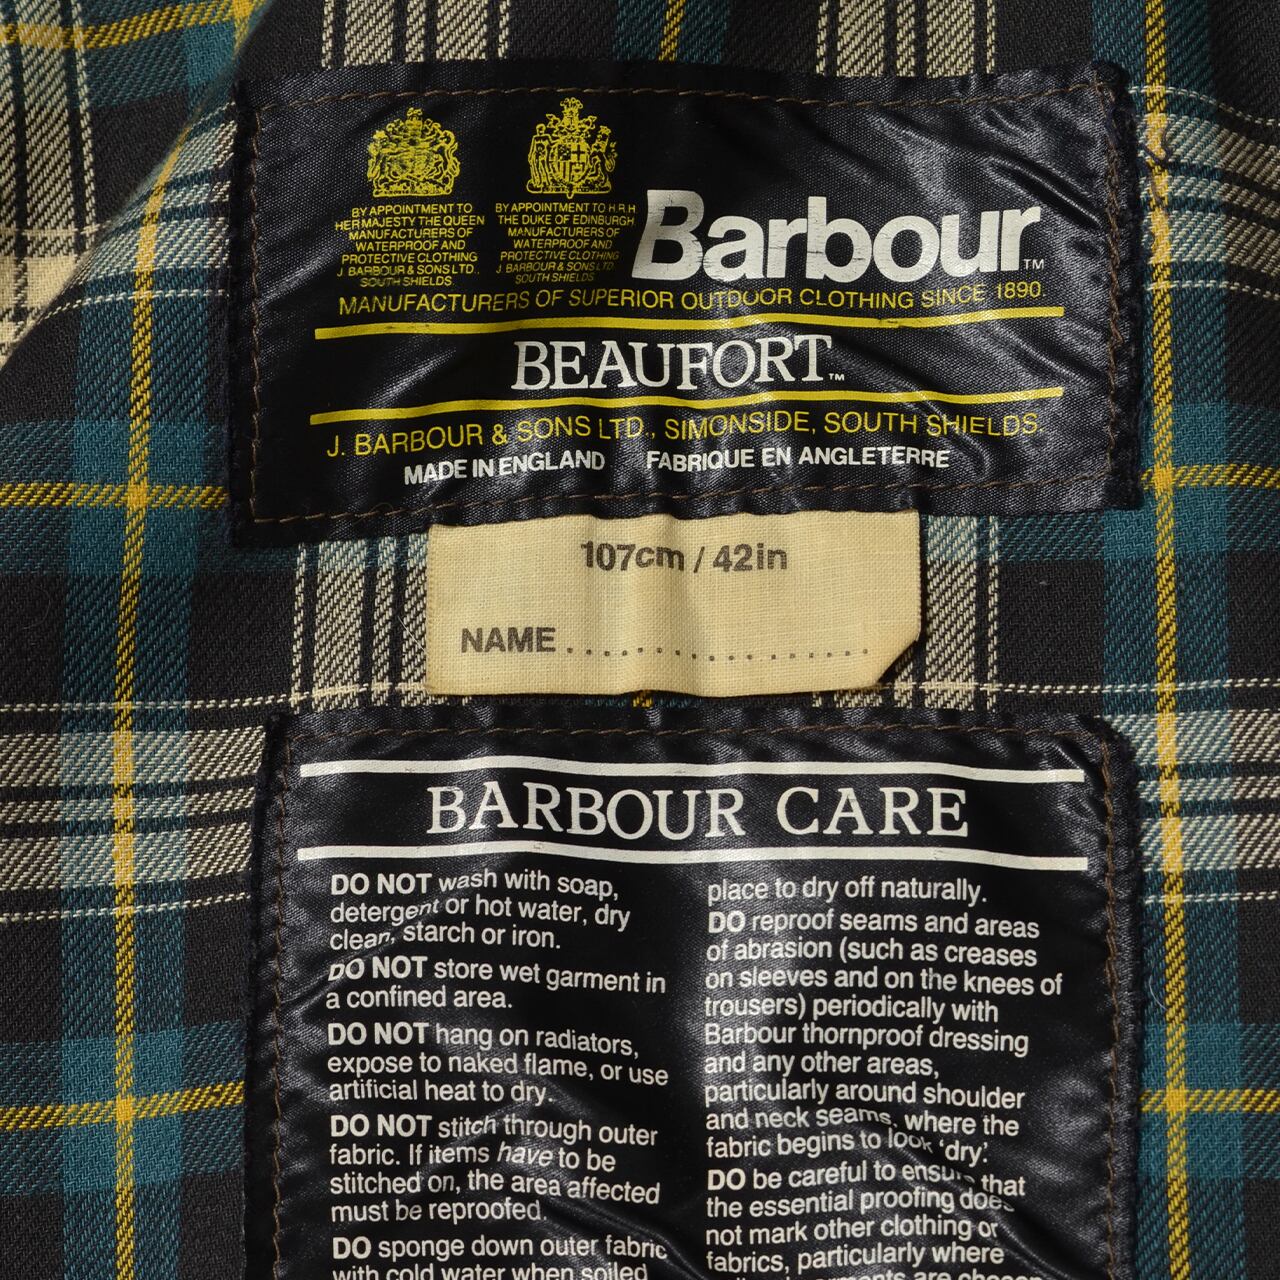 BY APPOINTMENT TO
HER MAJESTY THE QUEEN
MANUFACTURERS OF
WATERPROOF AND
PROTECTIVE CLOTHING
J. BARBOUR & SONS LTD.
SOUTH SHIELDS.
BY APPOINTMENT TO H.R.H.
THE DUKE OF EDINBURGH
MANUFACTURERS OF
WATERPROOF AND
PROTECTIVE CLOTHING
J. BARBOUR & SONS LTD.
SOUTH SHIELDS.
Barbour™
MANUFACTURERS OF SUPERIOR OUTDOOR CLOTHING SINCE 1890
BEAUFORT™
J. BARBOUR & SONS LTD., SIMONSIDE, SOUTH SHIELDS.
MADE IN ENGLAND FABRIQUE EN ANGLETERRE
107cm / 42in
NAME....................
BARBOUR CARE
DO NOT wash with soap,
detergent or hot water, dry
clean, starch or iron.
DO NOT store wet garment in
a confined area.
DO NOT hang on radiators,
expose to naked flame, or use
artificial heat to dry.
DO NOT stitch through outer
fabric. If items have to be
stitched on, the area affected
must be reproofed.
DO sponge down outer fabric
with cold water when soiled
place to dry off naturally.
DO reproof seams and areas
of abrasion (such as creases
on sleeves and on the knees of
trousers) periodically with
Barbour thornproof dressing
and any other areas,
particularly around shoulder
and neck seams, where the
fabric begins to look 'dry'.
DO be careful to ensure that
the essential proofing does
not mark other clothing or
fabrics, particularly where